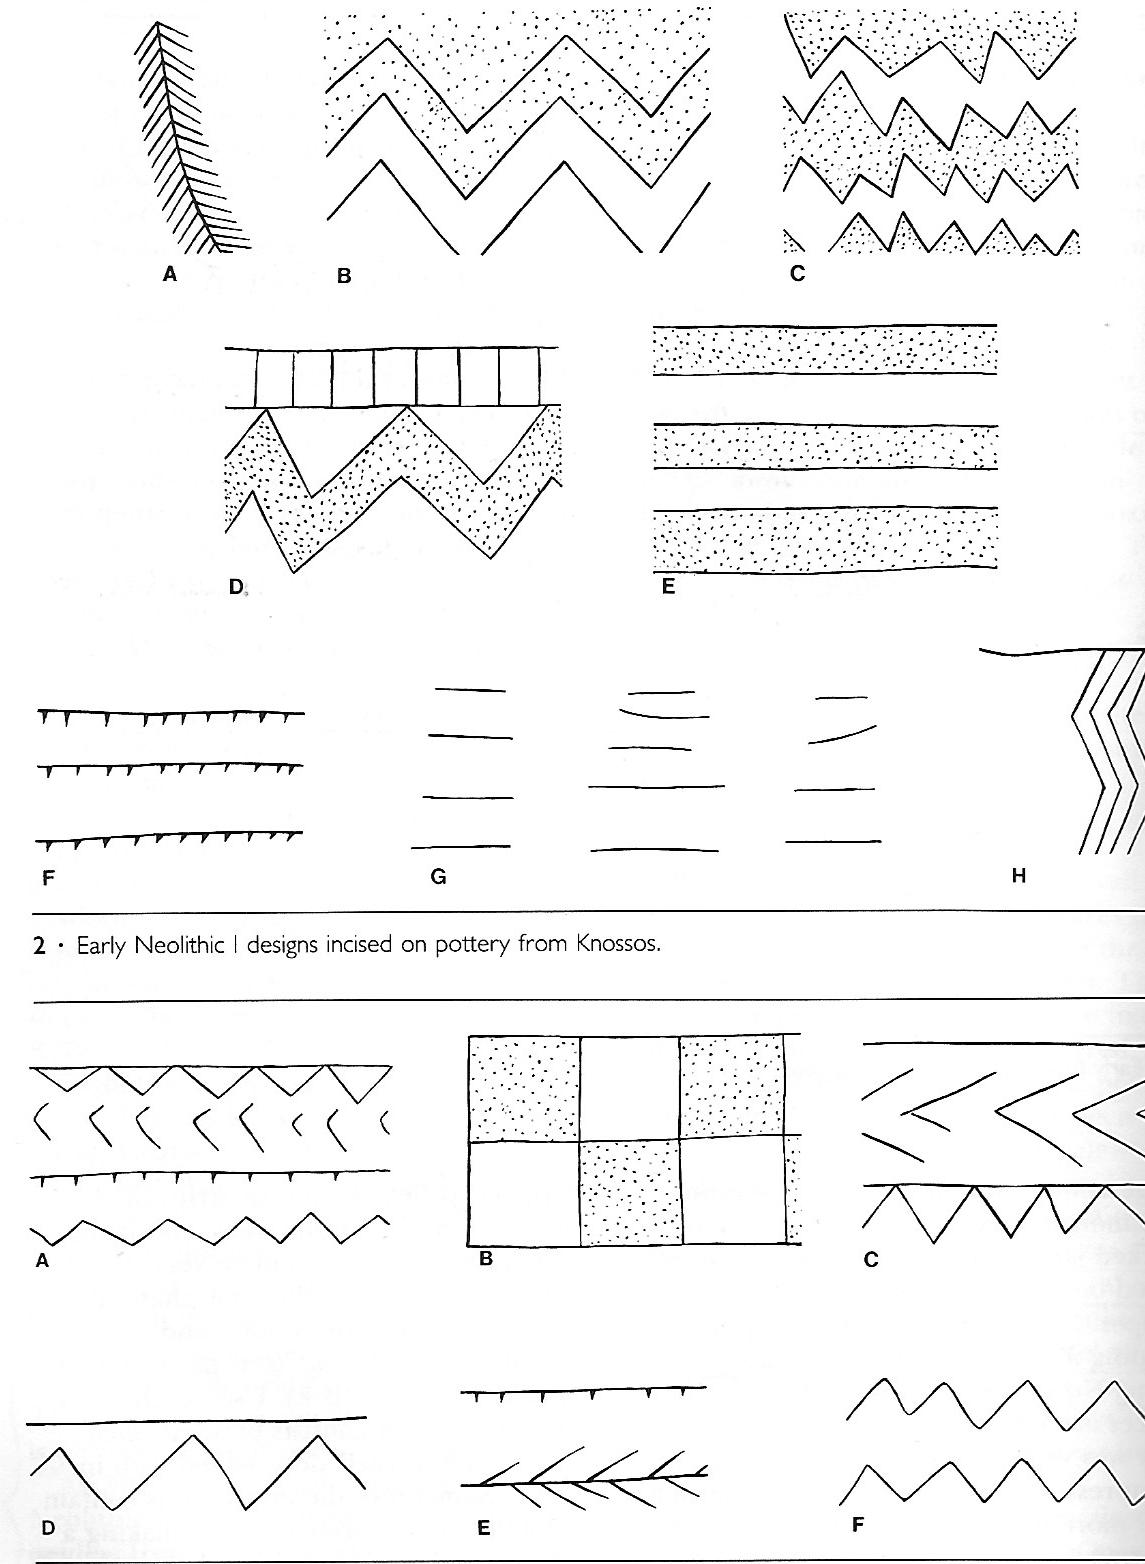 A B C
D E
F G H
2 · Early Neolithic I designs incised on pottery from Knossos.
A B C
D E F